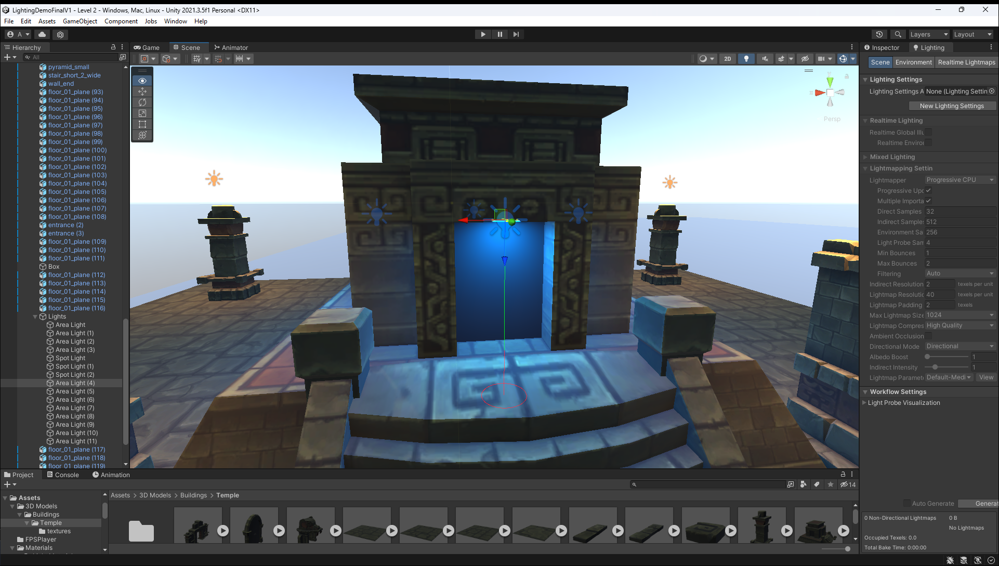 LightingDemoFinalV1 - Level 2 - Windows, Mac, Linux - Unity 2021.3.5f1 Personal <DX11>
File Edit Assets GameObject Component Jobs Window Help
A Layers Layout
Hierarchy
All
pyramid_small
stair_short_2_wide
wall_end
floor_01_plane (93)
floor_01_plane (94)
floor_01_plane (95)
floor_01_plane (96)
floor_01_plane (97)
floor_01_plane (98)
floor_01_plane (99)
floor_01_plane (100)
floor_01_plane (101)
floor_01_plane (102)
floor_01_plane (103)
floor_01_plane (104)
floor_01_plane (105)
floor_01_plane (106)
floor_01_plane (107)
floor_01_plane (108)
entrance (2)
entrance (3)
floor_01_plane (109)
floor_01_plane (110)
floor_01_plane (111)
Box
floor_01_plane (112)
floor_01_plane (113)
floor_01_plane (114)
floor_01_plane (115)
floor_01_plane (116)
Lights
Area Light
Area Light (1)
Area Light (2)
Area Light (3)
Spot Light
Spot Light (1)
Spot Light (2)
Area Light (4)
Area Light (5)
Area Light (6)
Area Light (7)
Area Light (8)
Area Light (9)
Area Light (10)
Area Light (11)
floor_01_plane (117)
floor_01_plane (118)
floor_01_plane (119)
Game Scene Animator
2D
y
x
Persp
Inspector Lighting
Scene Environment Realtime Lightmaps
Lighting Settings
Lighting Settings A None (Lighting Settin
New Lighting Settings
Realtime Lighting
Realtime Global Illu
Realtime Enviro
Mixed Lighting
Lightmapping Settin
Lightmapper Progressive CPU
Progressive Upd
Multiple Importa
Direct Samples 32
Indirect Samples 512
Environment Sa 256
Light Probe Sam 4
Min Bounces 1
Max Bounces 2
Filtering Auto
Indirect Resolution 2 texels per unit
Lightmap Resolutio 40 texels per unit
Lightmap Padding 2 texels
Max Lightmap Size 1024
Lightmap Compres High Quality
Ambient Occlusion
Directional Mode Directional
Albedo Boost 1
Indirect Intensity 1
Lightmap Paramet Default-Medi View
Workflow Settings
Light Probe Visualization
Auto Generate Generat
0 Non-Directional Lightmaps 0 B
No Lightmaps
Occupied Texels: 0.0
Total Bake Time: 0:00:00
Project Console Animation
14
Assets
3D Models
Buildings
Temple
textures
FPSPlayer
Materials
Assets > 3D Models > Buildings > Temple